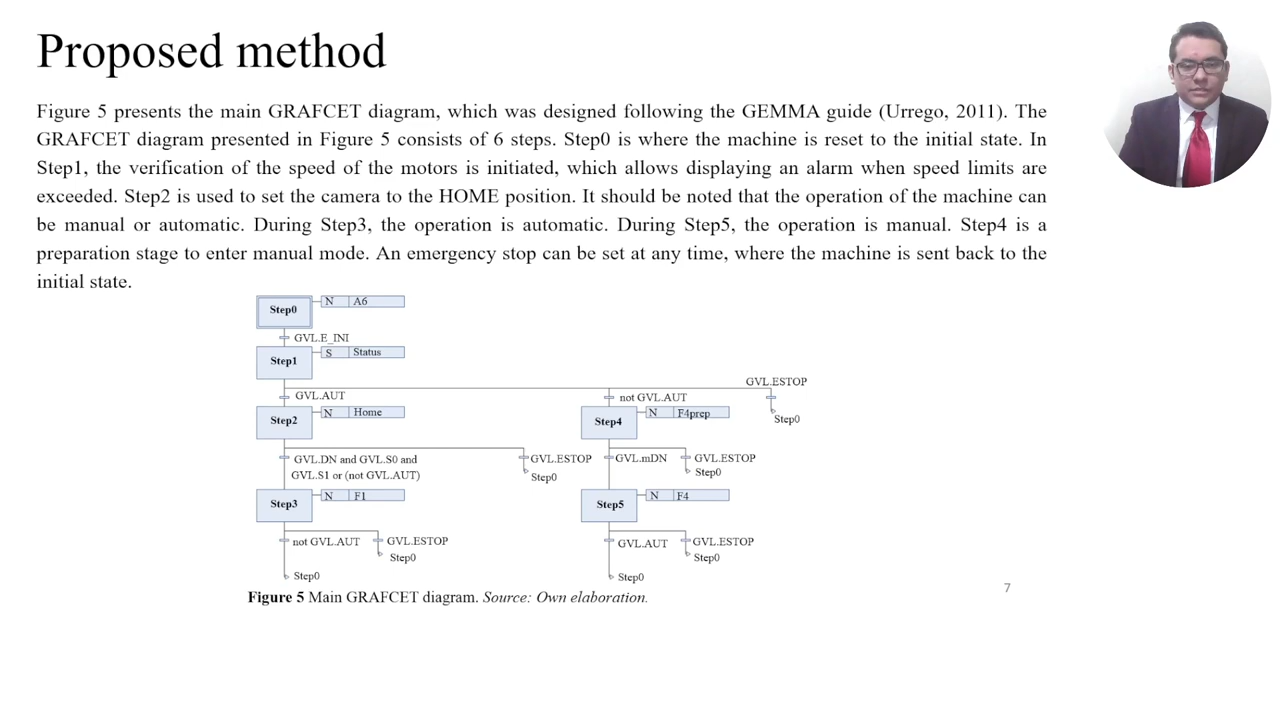 Proposed method
Figure 5 presents the main GRAFCET diagram, which was designed following the GEMMA guide (Urrego, 2011). The
GRAFCET diagram presented in Figure 5 consists of 6 steps. Step0 is where the machine is reset to the initial state. In
Step1, the verification of the speed of the motors is initiated, which allows displaying an alarm when speed limits are
exceeded. Step2 is used to set the camera to the HOME position. It should be noted that the operation of the machine can
be manual or automatic. During Step3, the operation is automatic. During Step5, the operation is manual. Step4 is a
preparation stage to enter manual mode. An emergency stop can be set at any time, where the machine is sent back to the
initial state.
Step0 N A6
GVL.E_INI
Step1 S Status
GVL.ESTOP
GVL.AUT not GVL.AUT
Step0
Step2 N Home Step4 N F4prep
GVL.DN and GVL.S0 and GVL.ESTOP GVL.mDN GVL.ESTOP
GVL.S1 or (not GVL.AUT) Step0 Step0
Step3 N F1 Step5 N F4
not GVL.AUT GVL.ESTOP GVL.AUT GVL.ESTOP
Step0 Step0
Step0 Step0
Figure 5 Main GRAFCET diagram. Source: Own elaboration.
7